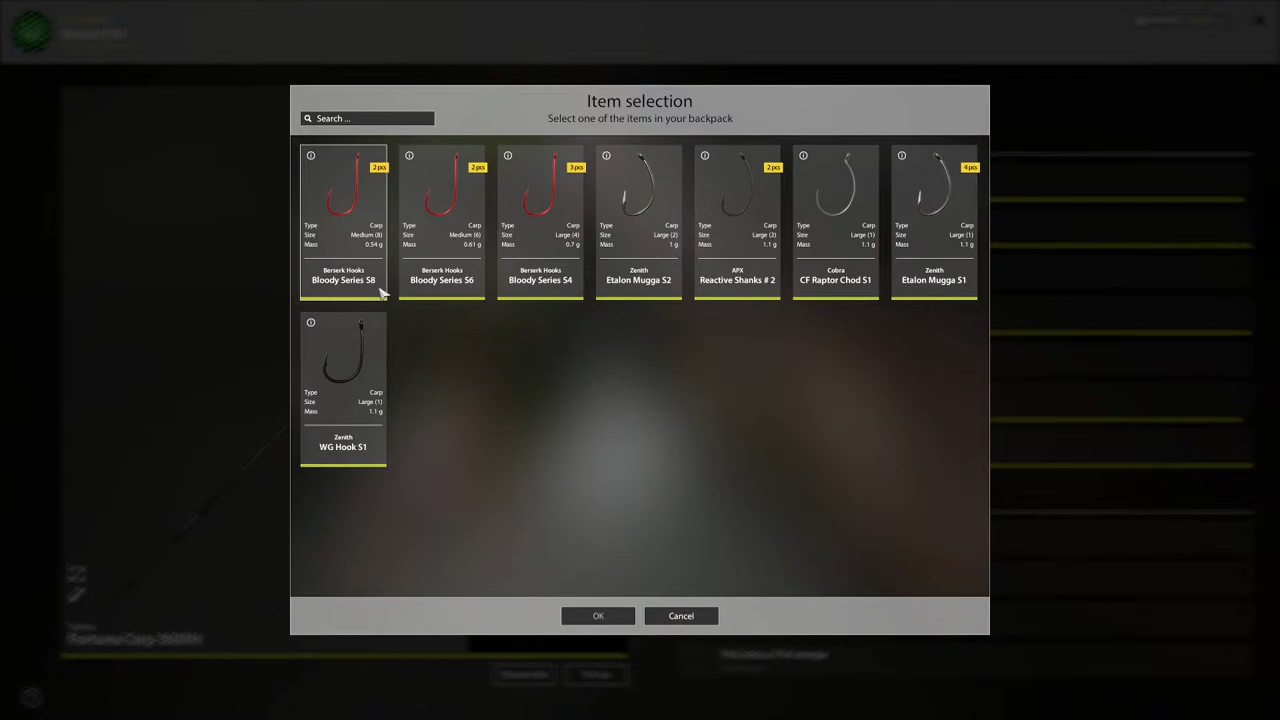 Item selection
Search ...
Select one of the items in your backpack
2 pcs
Type Carp
Size Medium (8)
Mass 0.54 g
Berserk Hooks
Bloody Series S8
2 pcs
Type Carp
Size Medium (6)
Mass 0.61 g
Berserk Hooks
Bloody Series S6
3 pcs
Type Carp
Size Large (4)
Mass 0.7 g
Berserk Hooks
Bloody Series S4
Type Carp
Size Large (2)
Mass 1 g
Zenith
Etalon Mugga S2
2 pcs
Type Carp
Size Large (2)
Mass 1.1 g
APX
Reactive Shanks # 2
Type Carp
Size Large (1)
Mass 1.1 g
Cobra
CF Raptor Chod S1
4 pcs
Type Carp
Size Large (1)
Mass 1.1 g
Zenith
Etalon Mugga S1
Type Carp
Size Large (1)
Mass 1.1 g
Zenith
WG Hook S1
OK
Cancel